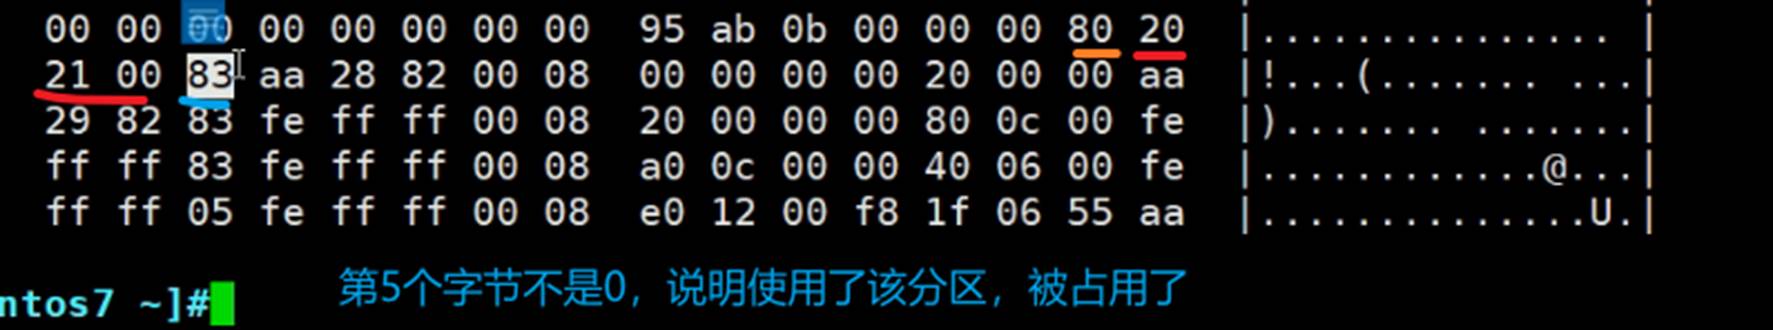 00 00 00 00 00 00 00 00  95 ab 0b 00 00 00 80 20  |............... |
21 00 83 aa 28 82 00 08  00 00 00 00 20 00 00 aa  |!...(....... ...|
29 82 83 fe ff ff 00 08  20 00 00 00 80 0c 00 fe  |)....... .......|
ff ff 83 fe ff ff 00 08  a0 0c 00 00 40 06 00 fe  |............@...|
ff ff 05 fe ff ff 00 08  e0 12 00 f8 1f 06 55 aa  |..............U.|
第5个字节不是0，说明使用了该分区，被占用了
ntos7 ~]#